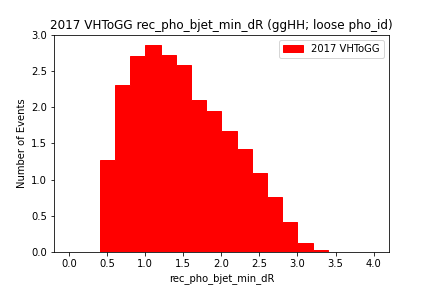 2017 VHToGG rec_pho_bjet_min_dR (ggHH; loose pho_id)
3.0
2.5
2.0
1.5
1.0
0.5
0.0
Number of Events
2017 VHToGG
0.0 0.5 1.0 1.5 2.0 2.5 3.0 3.5 4.0
rec_pho_bjet_min_dR